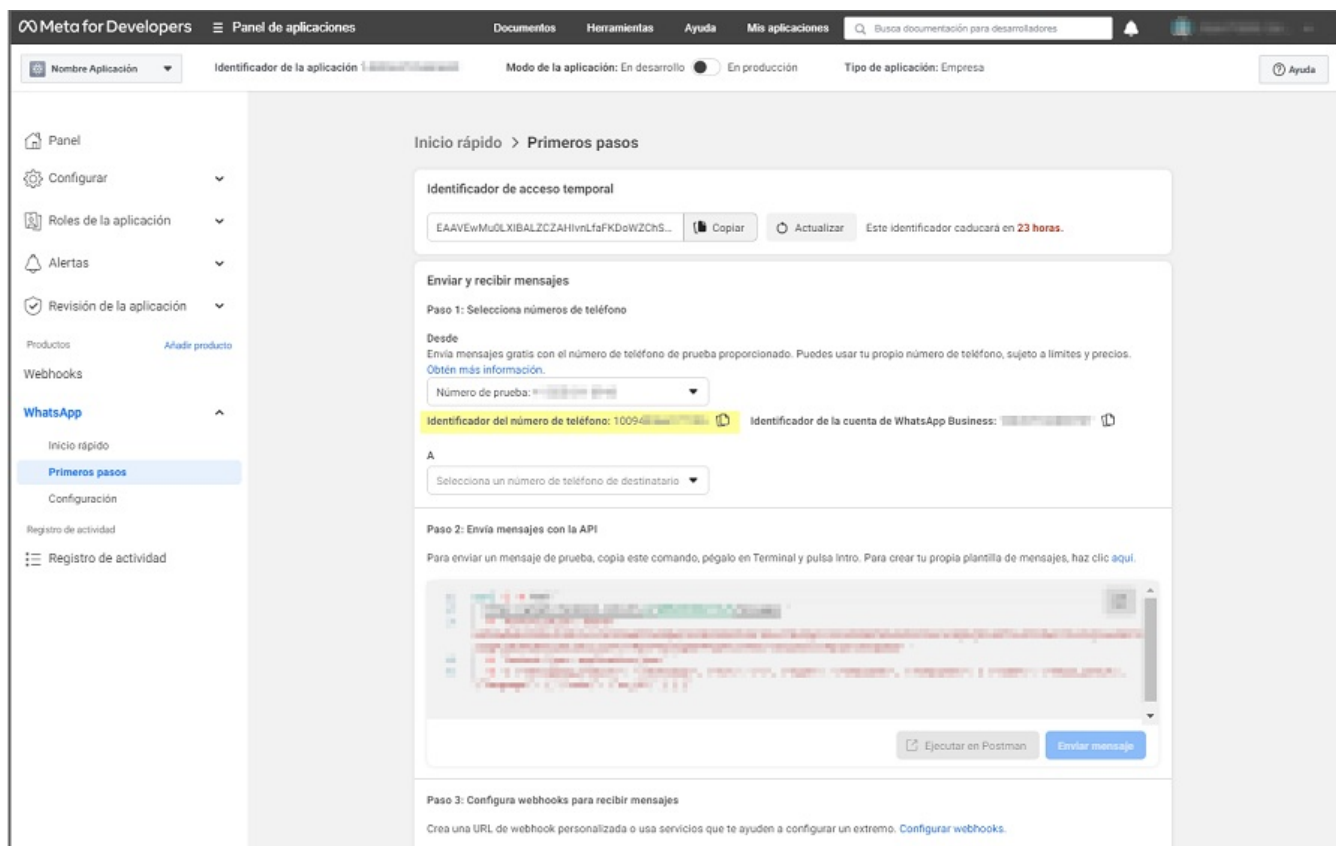 Meta for Developers
Panel de aplicaciones
Documentos
Herramientas
Ayuda
Mis aplicaciones
Busca documentación para desarrolladores
Nombre Aplicación
Identificador de la aplicación
Modo de la aplicación: En desarrollo
En producción
Tipo de aplicación: Empresa
Ayuda
Panel
Configurar
Roles de la aplicación
Alertas
Revisión de la aplicación
Productos
Añadir producto
Webhooks
WhatsApp
Inicio rápido
Primeros pasos
Configuración
Registro de actividad
Registro de actividad
Inicio rápido > Primeros pasos
Identificador de acceso temporal
EAAVEwMu0LXIBALZCZAHIvnLfaFKDoWZChS...
Copiar
Actualizar
Este identificador caducará en 23 horas.
Enviar y recibir mensajes
Paso 1: Selecciona números de teléfono
Desde
Envía mensajes gratis con el número de teléfono de prueba proporcionado. Puedes usar tu propio número de teléfono, sujeto a límites y precios.
Obtén más información.
Número de prueba:
Identificador del número de teléfono: 10094
Identificador de la cuenta de WhatsApp Business:
A
Selecciona un número de teléfono de destinatario
Paso 2: Envía mensajes con la API
Para enviar un mensaje de prueba, copia este comando, pégalo en Terminal y pulsa Intro. Para crear tu propia plantilla de mensajes, haz clic aquí.
Ejecutar en Postman
Enviar mensaje
Paso 3: Configura webhooks para recibir mensajes
Crea una URL de webhook personalizada o usa servicios que te ayuden a configurar un extremo. Configurar webhooks.